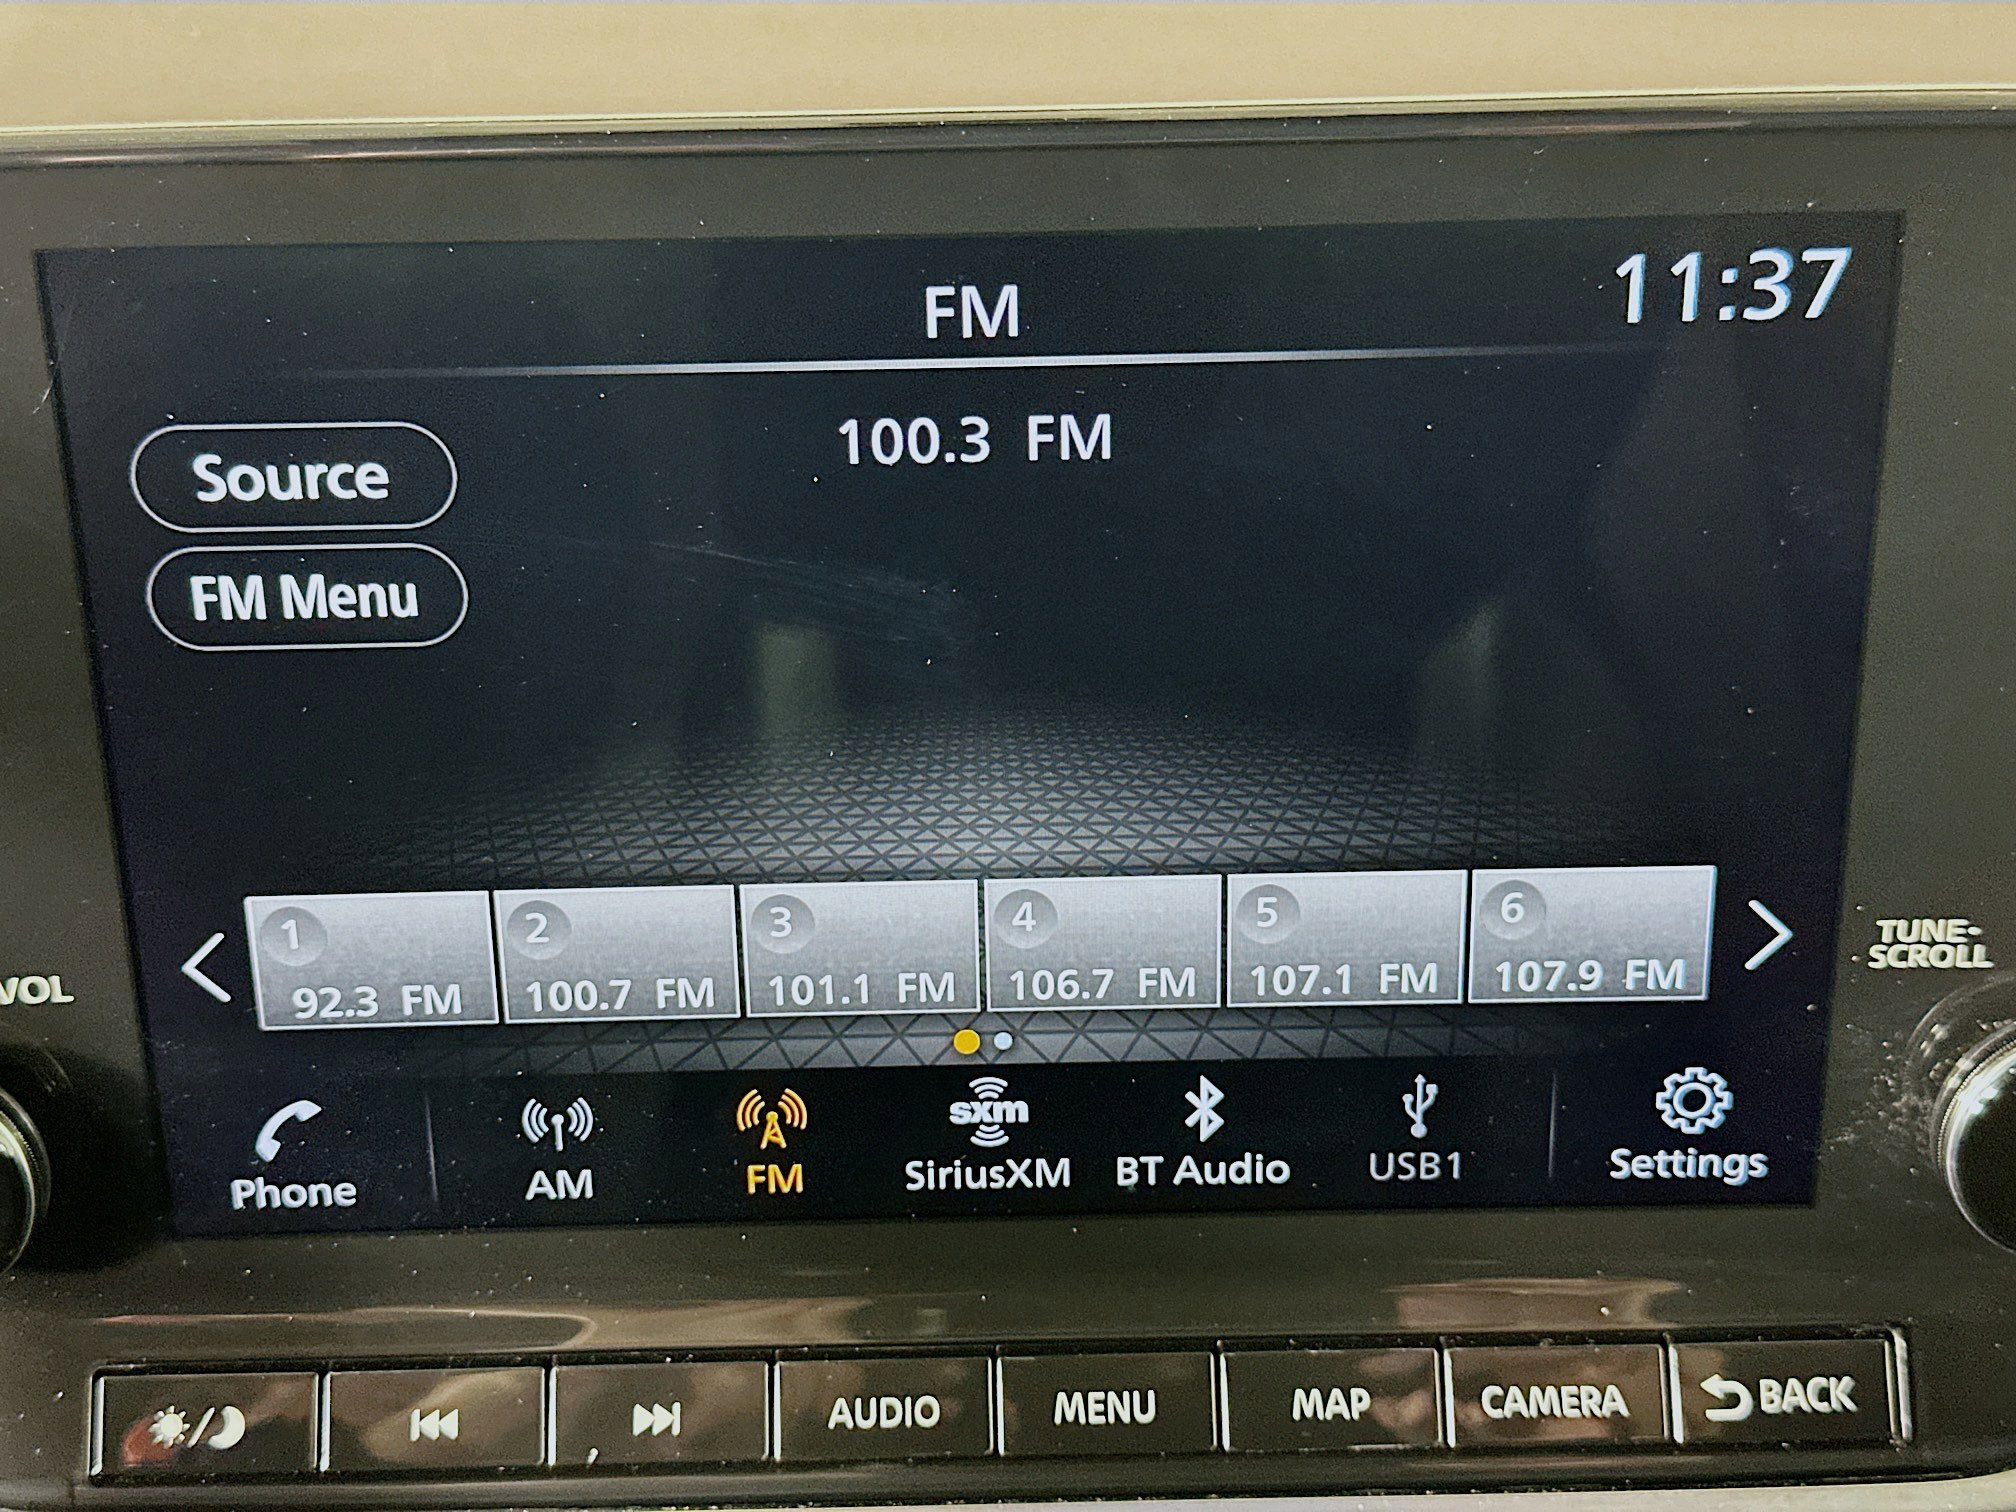 FM
11:37
100.3 FM
Source
FM Menu
1
2
3
4
5
6
92.3 FM
100.7 FM
101.1 FM
106.7 FM
107.1 FM
107.9 FM
VOL
TUNE-
SCROLL
Phone
AM
FM
sxm
SiriusXM
BT Audio
USB1
Settings
AUDIO
MENU
MAP
CAMERA
BACK